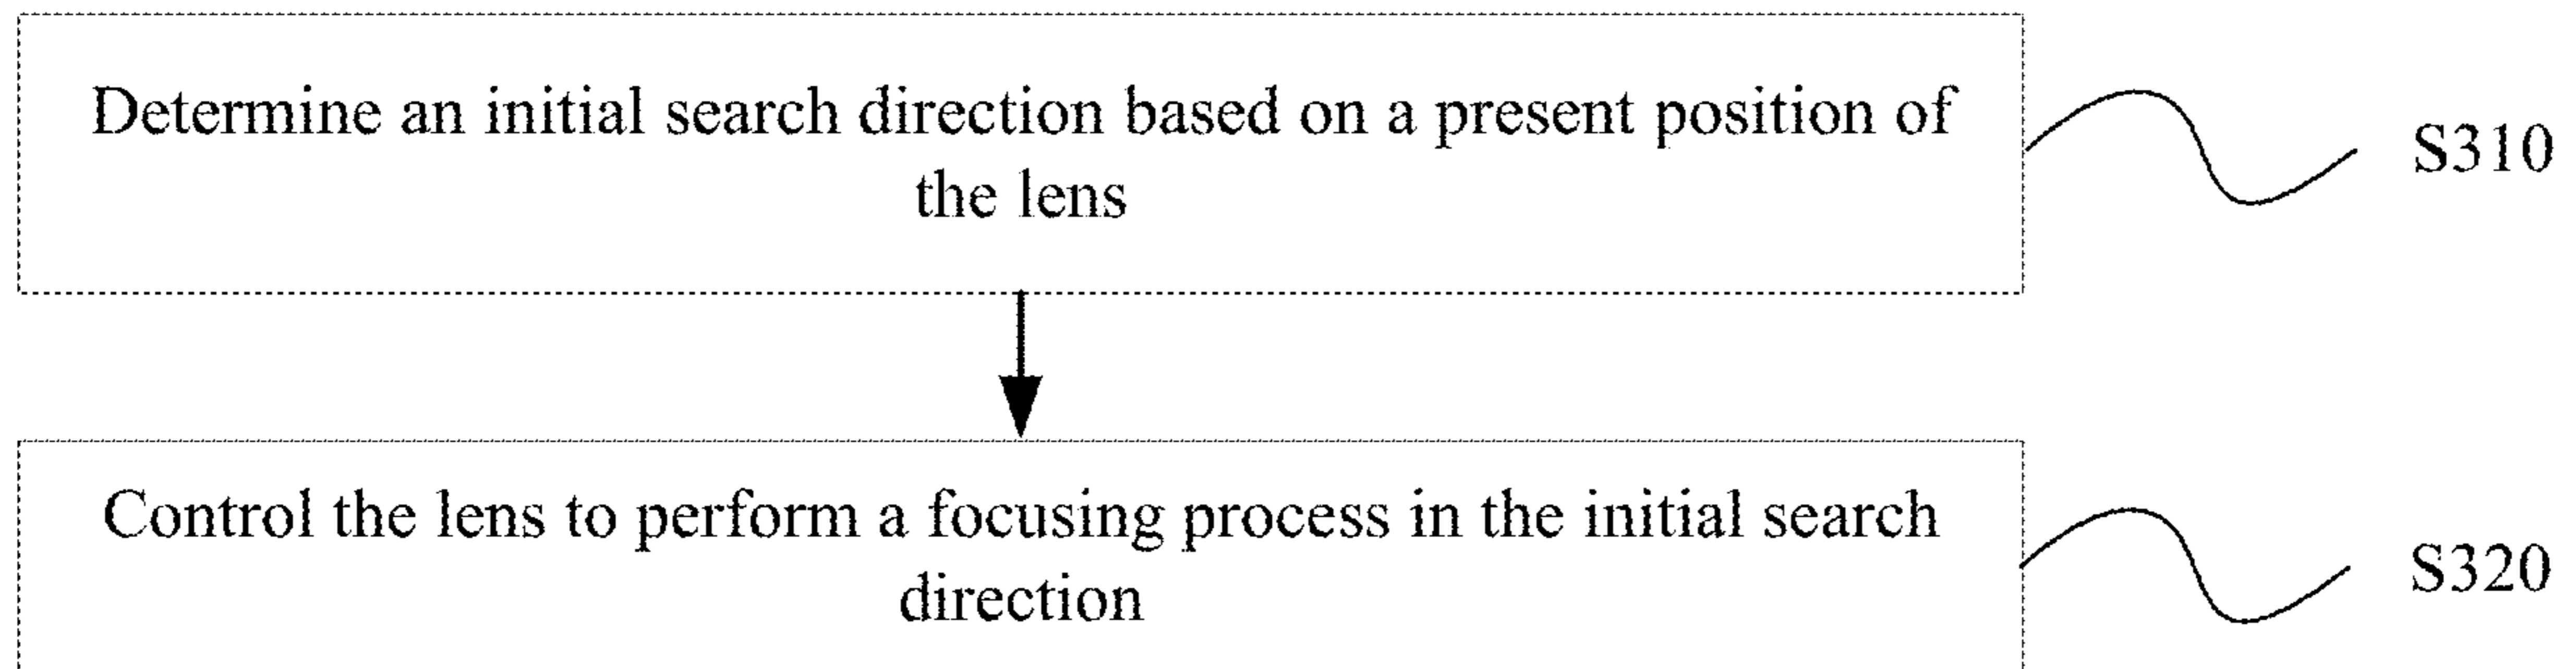 Determine an initial search direction based on a present position of
the lens
S310
Control the lens to perform a focusing process in the initial search
direction
S320